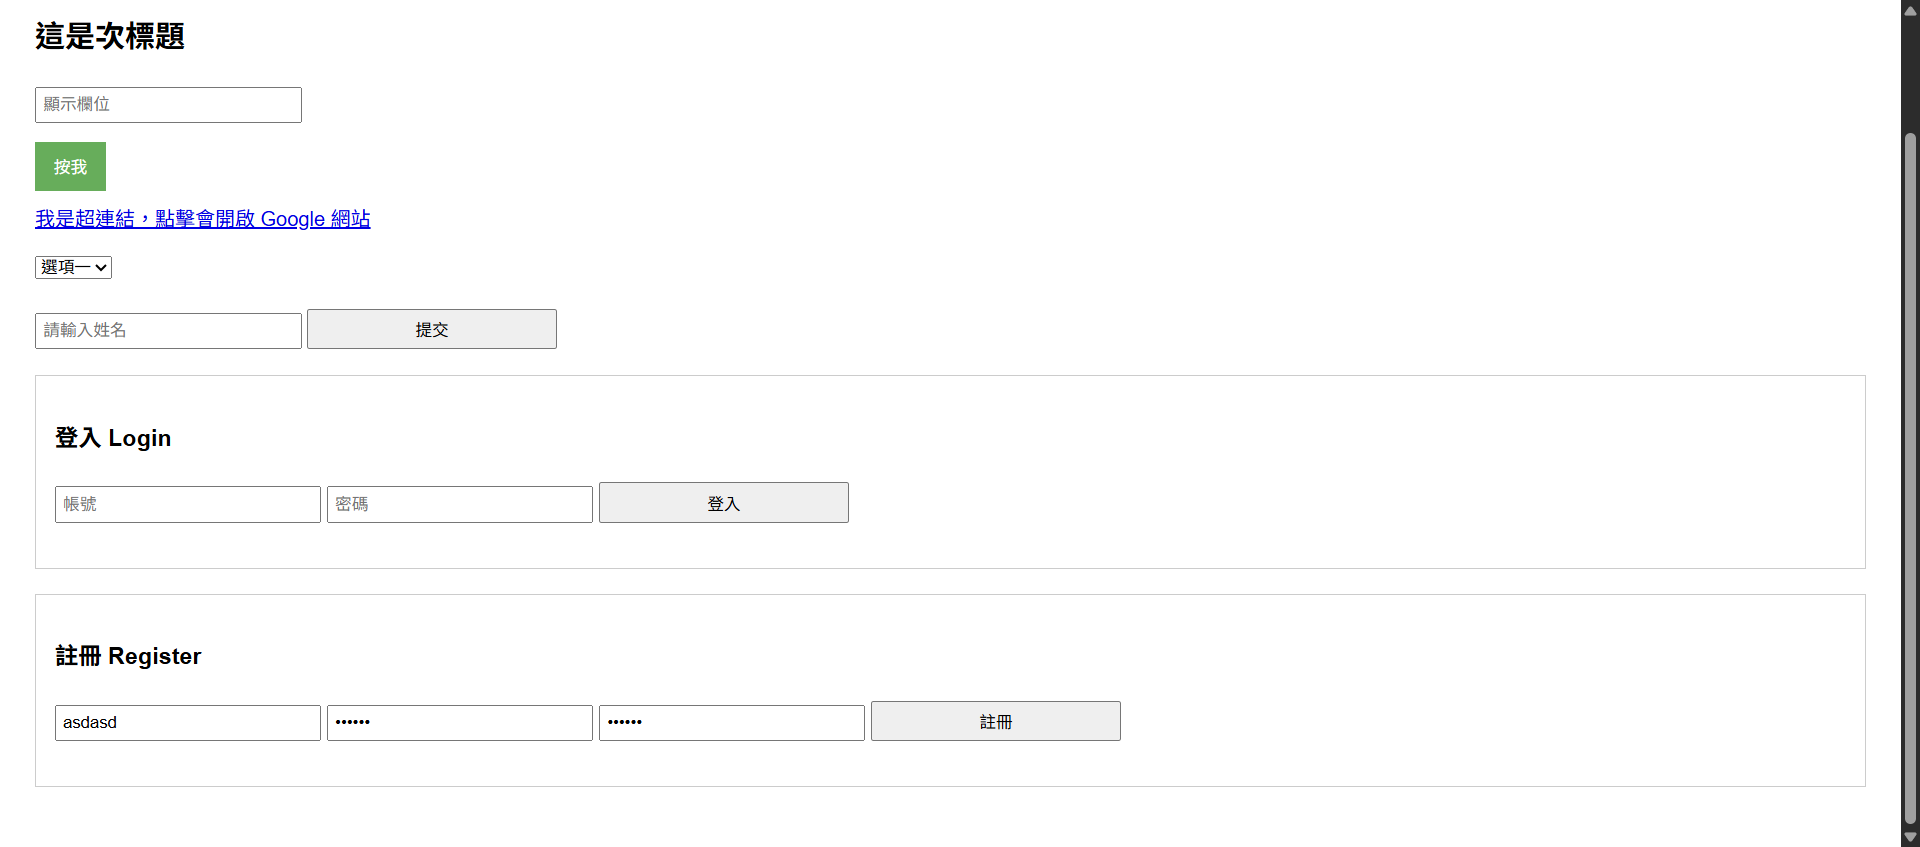 這是次標題
顯示欄位
按我
我是超連結，點擊會開啟 Google 網站
選項一
請輸入姓名 提交
登入 Login
帳號 密碼 登入
註冊 Register
asdasd •••••• •••••• 註冊